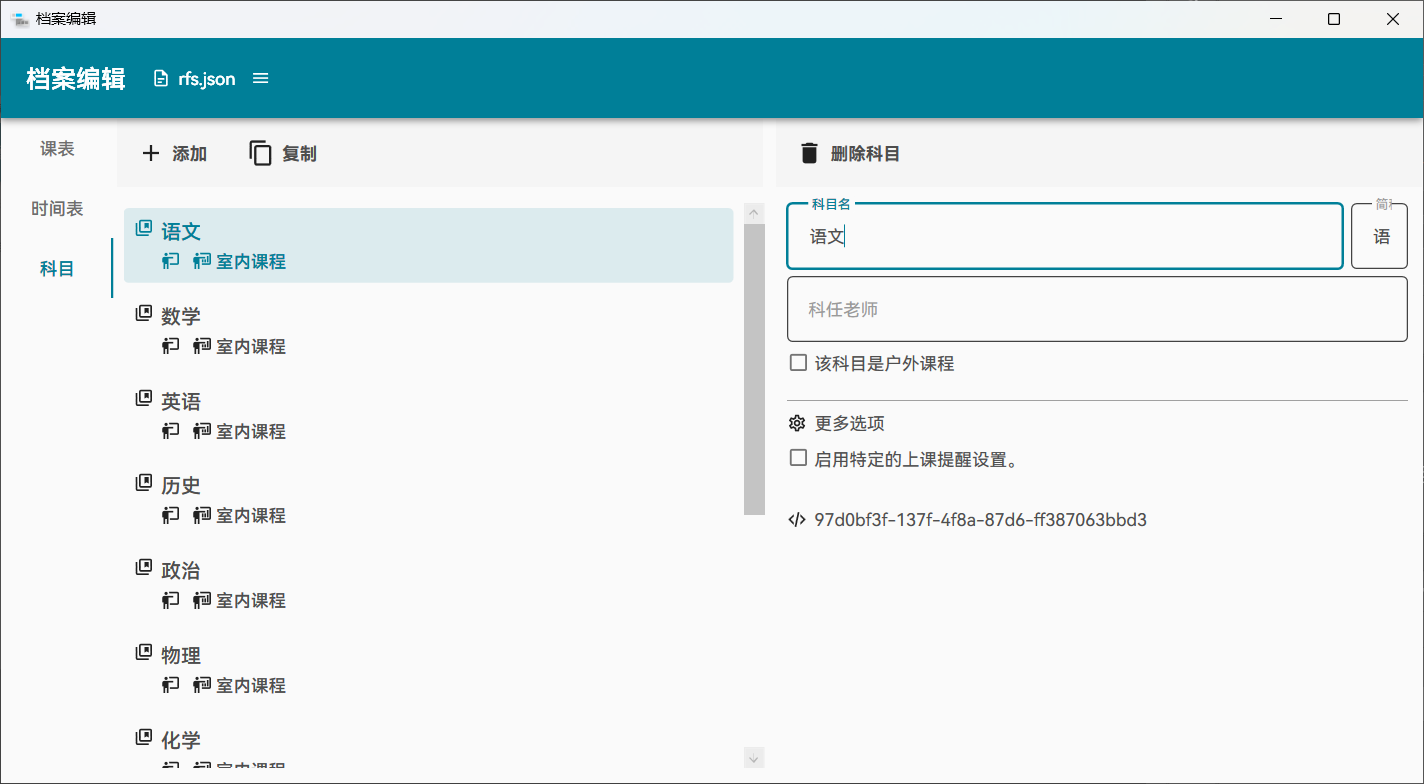 档案编辑
档案编辑 rfs.json
课表
时间表
科目
添加 复制
语文
室内课程
数学
室内课程
英语
室内课程
历史
室内课程
政治
室内课程
物理
室内课程
化学
室内课程
删除科目
科目名
语文
简称
语
科任老师
该科目是户外课程
更多选项
启用特定的上课提醒设置。
97d0bf3f-137f-4f8a-87d6-ff387063bbd3